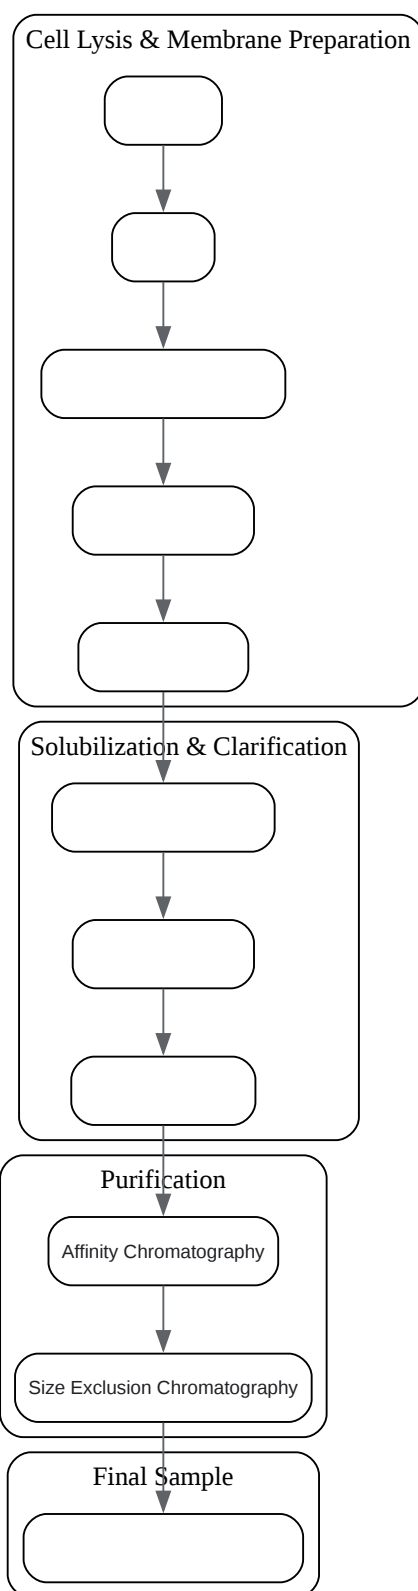 Cell Lysis & Membrane Preparation
Solubilization & Clarification
Purification
Affinity Chromatography
Size Exclusion Chromatography
Final Sample